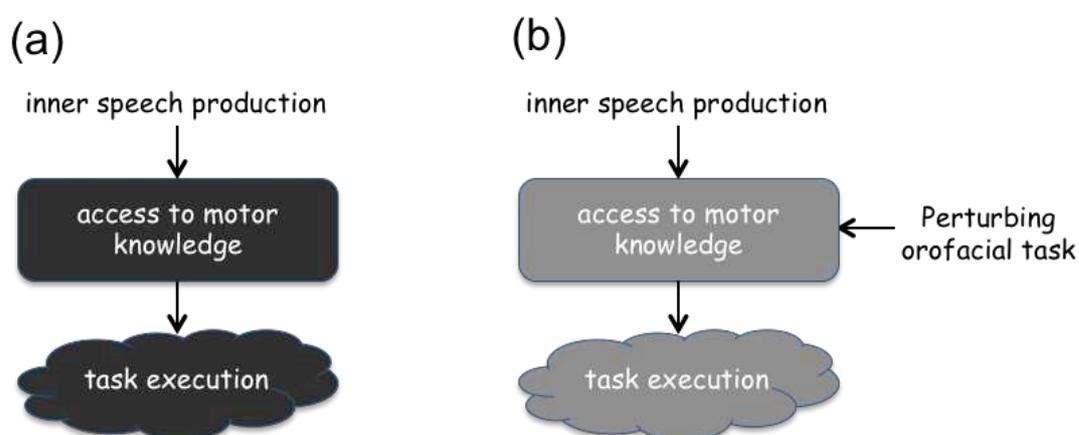 (a)
inner speech production
access to motor
knowledge
task execution
(b)
inner speech production
access to motor
knowledge
Perturbing
orofacial task
task execution